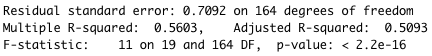 Residual standard error: 0.7092 on 164 degrees of freedom
Multiple R-squared:  0.5603,    Adjusted R-squared:  0.5093
F-statistic:    11 on 19 and 164 DF,  p-value: < 2.2e-16